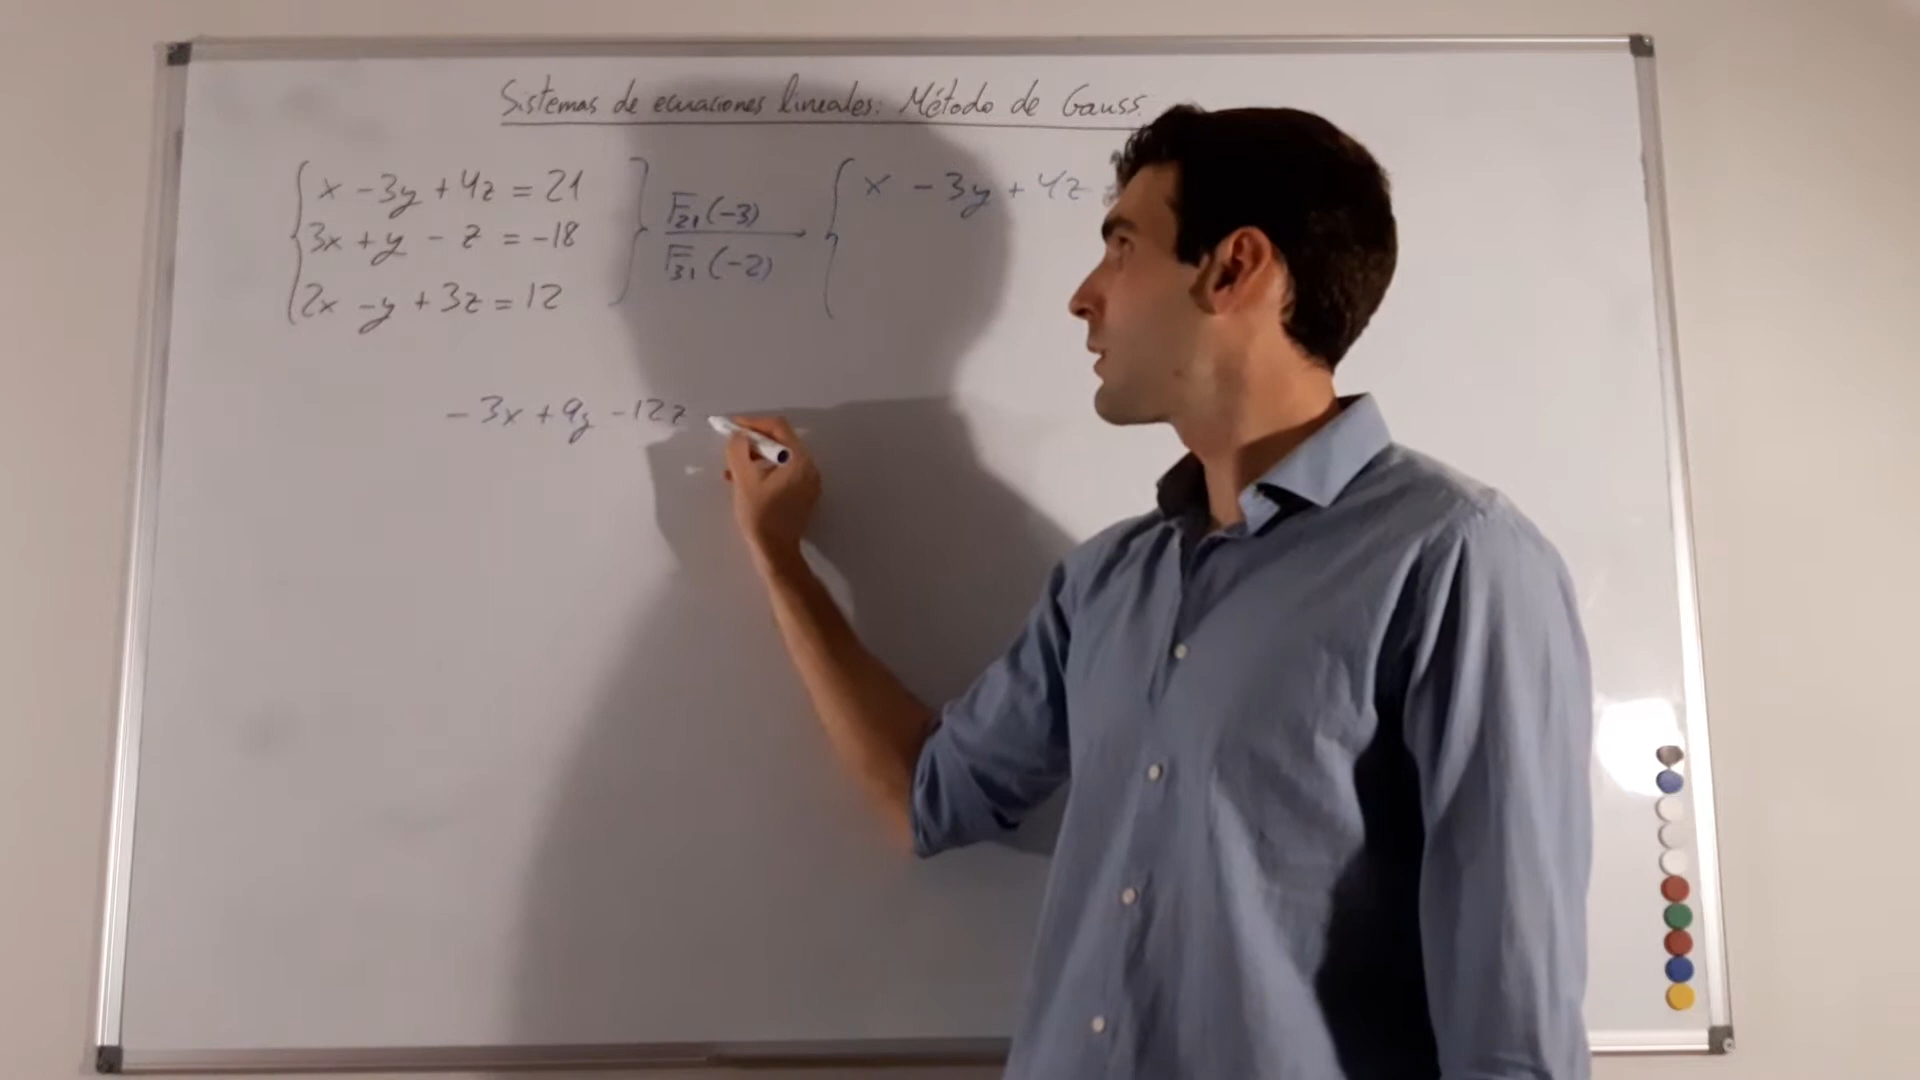 Sistemas de ecuaciones lineales: Método de Gauss.
x - 3y + 4z = 21
3x + y - z = -18
2x - y + 3z = 12
F21(-3)
F31(-2)
x - 3y + 4z =
- 3x + 9y - 12z